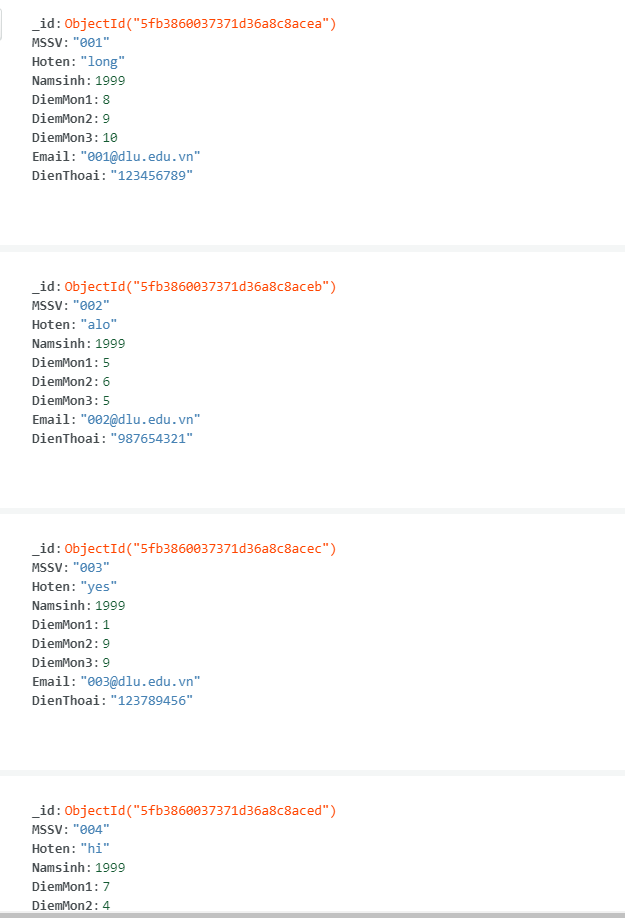 _id: ObjectId("5fb3860037371d36a8c8acea")
MSSV: "001"
Hoten: "long"
Namsinh: 1999
DiemMon1: 8
DiemMon2: 9
DiemMon3: 10
Email: "001@dlu.edu.vn"
DienThoai: "123456789"
_id: ObjectId("5fb3860037371d36a8c8aceb")
MSSV: "002"
Hoten: "alo"
Namsinh: 1999
DiemMon1: 5
DiemMon2: 6
DiemMon3: 5
Email: "002@dlu.edu.vn"
DienThoai: "987654321"
_id: ObjectId("5fb3860037371d36a8c8acec")
MSSV: "003"
Hoten: "yes"
Namsinh: 1999
DiemMon1: 1
DiemMon2: 9
DiemMon3: 9
Email: "003@dlu.edu.vn"
DienThoai: "123789456"
_id: ObjectId("5fb3860037371d36a8c8aced")
MSSV: "004"
Hoten: "hi"
Namsinh: 1999
DiemMon1: 7
DiemMon2: 4